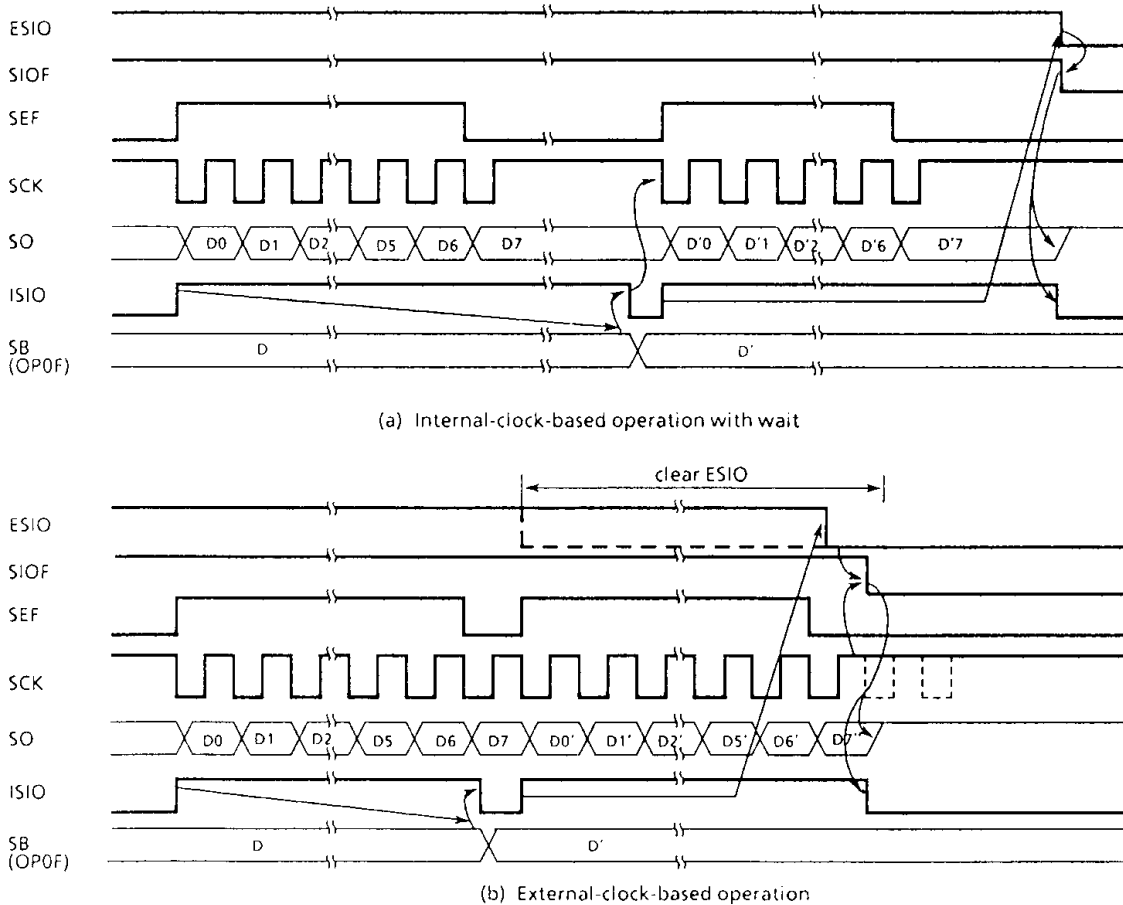 ESIO
SIOF
SEF
SCK
SO D0 D1 D2 D5 D6 D7 D'0 D'1 D'2 D'6 D'7
ISIO
SB
(OP0F) D D'
(a) Internal-clock-based operation with wait
clear ESIO
ESIO
SIOF
SEF
SCK
SO D0 D1 D2 D5 D6 D7 D0' D1' D2' D5' D6' D7'
ISIO
SB
(OP0F) D D'
(b) External-clock-based operation